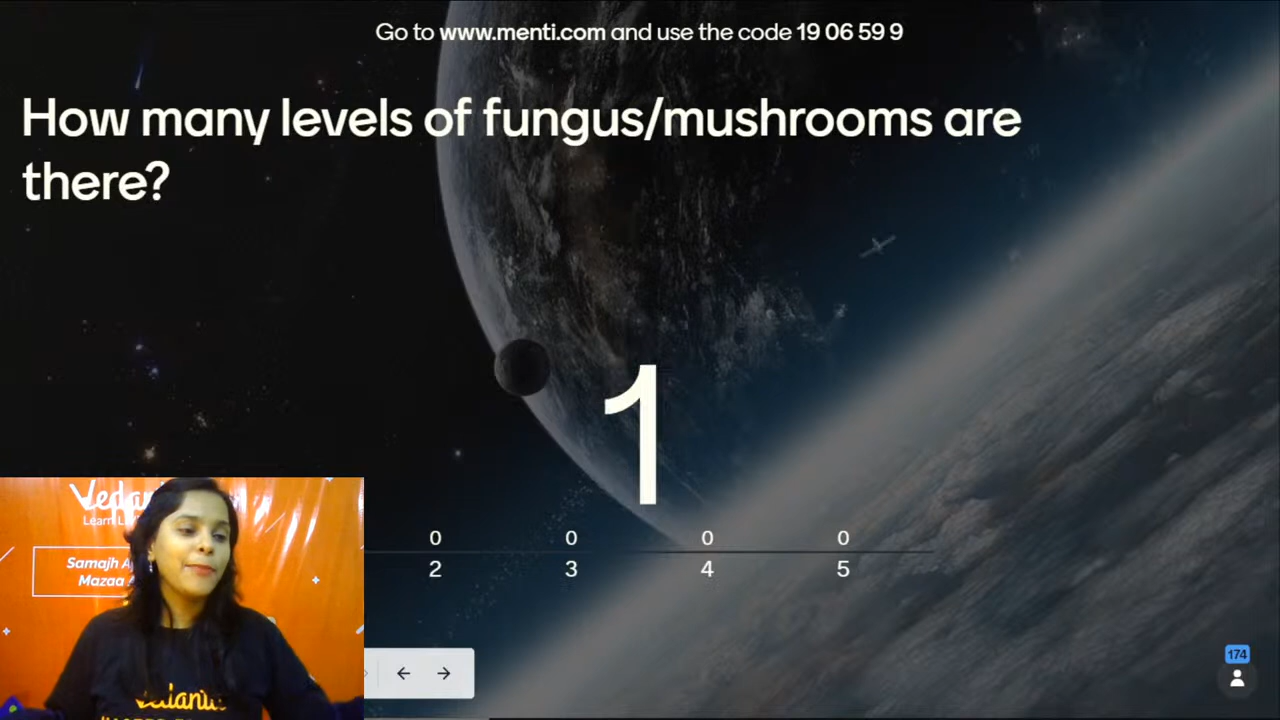 Go to www.menti.com and use the code 19 06 59 9
How many levels of fungus/mushrooms are
there?
1
0 0 0 0
2 3 4 5
Learn
Samajh
Mazaa
174